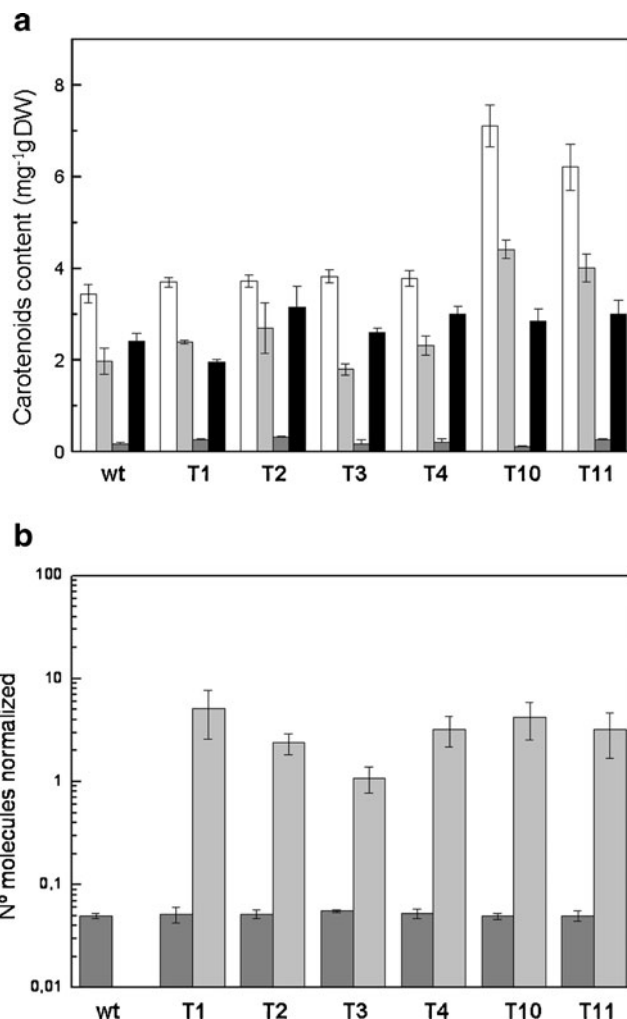 a
Carotenoids content (mg⁻¹gDW)
8
6
4
2
0
wt T1 T2 T3 T4 T10 T11
b
Nº molecules normalized
100
10
1
0,1
0,01
wt T1 T2 T3 T4 T10 T11